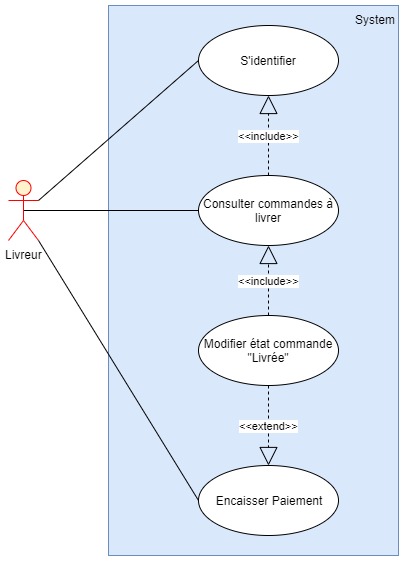 System
S'identifier
<<include>>
Consulter commandes à
livrer
Livreur
<<include>>
Modifier état commande
"Livrée"
<<extend>>
Encaisser Paiement